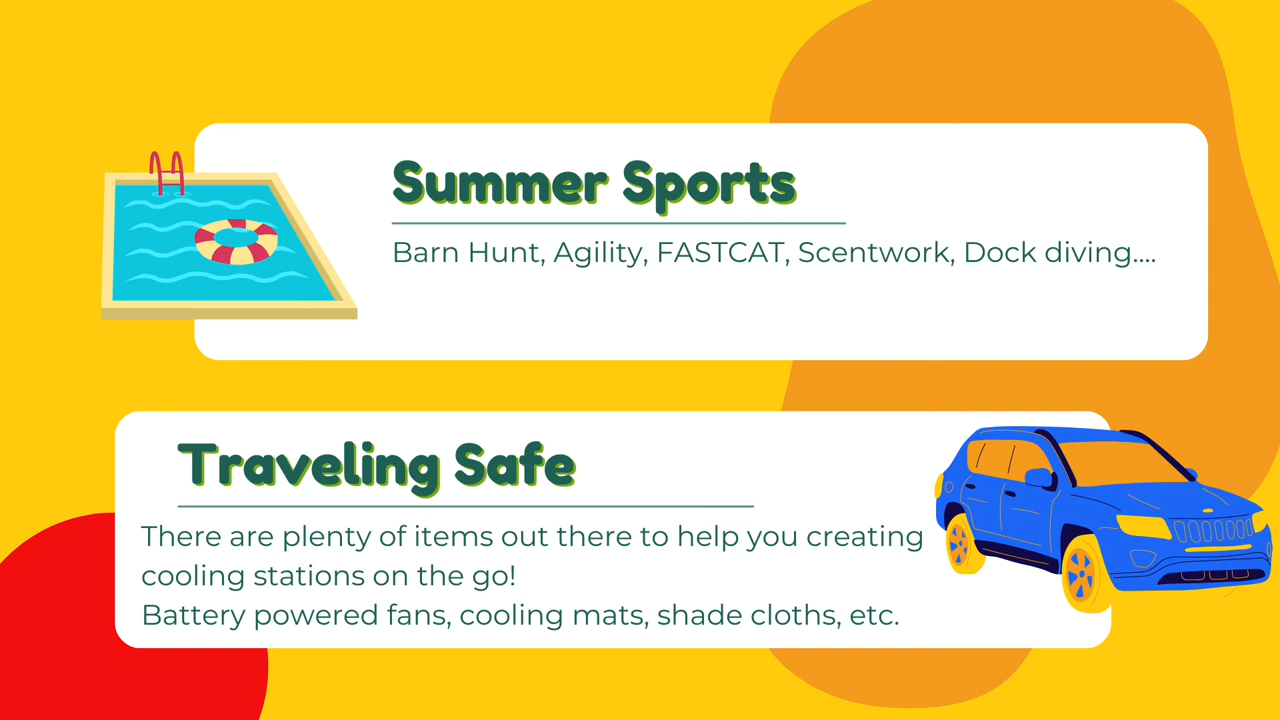 Summer Sports
Barn Hunt, Agility, FASTCAT, Scentwork, Dock diving....
Traveling Safe
There are plenty of items out there to help you creating
cooling stations on the go!
Battery powered fans, cooling mats, shade cloths, etc.